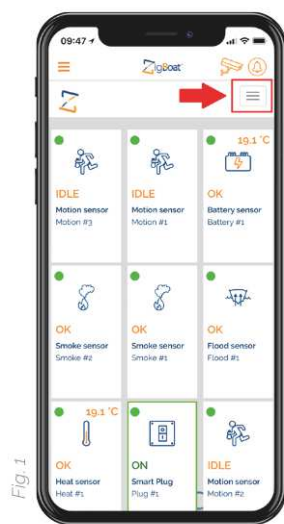 09:47
ZigBoat
19.1 °C
IDLE
Motion sensor
Motion #3
IDLE
Motion sensor
Motion #1
OK
Battery sensor
Battery #1
OK
Smoke sensor
Smoke #2
OK
Smoke sensor
Smoke #1
OK
Flood sensor
Flood #1
19.1 °C
OK
Heat sensor
Heat #1
ON
Smart Plug
Plug #1
IDLE
Motion sensor
Motion #2
Fig. 1